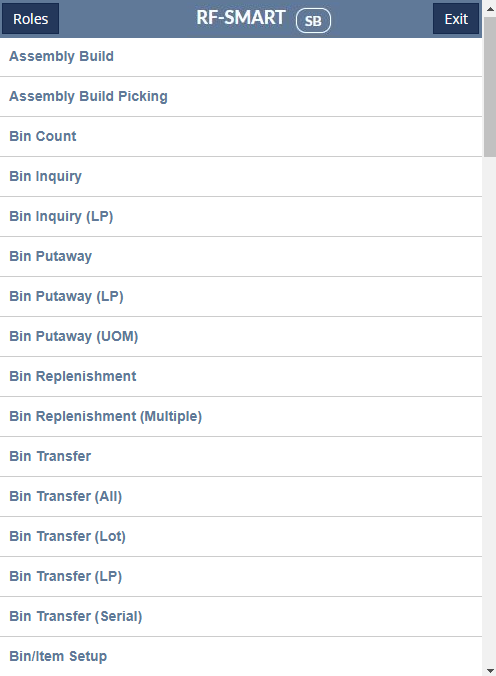 Roles RF-SMART SB Exit
Assembly Build
Assembly Build Picking
Bin Count
Bin Inquiry
Bin Inquiry (LP)
Bin Putaway
Bin Putaway (LP)
Bin Putaway (UOM)
Bin Replenishment
Bin Replenishment (Multiple)
Bin Transfer
Bin Transfer (All)
Bin Transfer (Lot)
Bin Transfer (LP)
Bin Transfer (Serial)
Bin/Item Setup